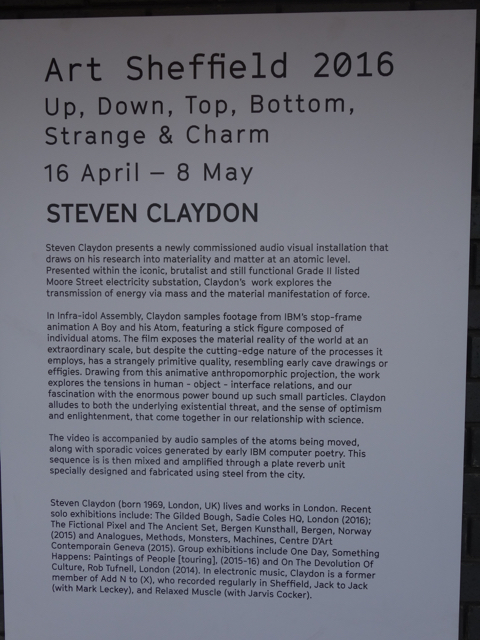 Art Sheffield 2016
Up, Down, Top, Bottom,
Strange & Charm
16 April – 8 May
STEVEN CLAYDON
Steven Claydon presents a newly commissioned audio visual installation that
draws on his research into materiality and matter at an atomic level.
Presented within the iconic, brutalist and still functional Grade II listed
Moore Street electricity substation, Claydon's work explores the
transmission of energy via mass and the material manifestation of force.
In Infra-idol Assembly, Claydon samples footage from IBM's stop-frame
animation A Boy and his Atom, featuring a stick figure composed of
individual atoms. The film exposes the material reality of the world at an
extraordinary scale, but despite the cutting-edge nature of the processes it
employs, has a strangely primitive quality, resembling early cave drawings or
effigies. Drawing from this animative anthropomorphic projection, the work
explores the tensions in human - object - interface relations, and our
fascination with the enormous power bound up such small particles. Claydon
alludes to both the underlying existential threat, and the sense of optimism
and enlightenment, that come together in our relationship with science.
The video is accompanied by audio samples of the atoms being moved,
along with sporadic voices generated by early IBM computer poetry. This
sequence is is then mixed and amplified through a plate reverb unit
specially designed and fabricated using steel from the city.
Steven Claydon (born 1969, London, UK) lives and works in London. Recent
solo exhibitions include: The Gilded Bough, Sadie Coles HQ, London (2016);
The Fictional Pixel and The Ancient Set, Bergen Kunsthall, Bergen, Norway
(2015) and Analogues, Methods, Monsters, Machines, Centre D'Art
Contemporain Geneva (2015). Group exhibitions include One Day, Something
Happens: Paintings of People [touring], (2015-16) and On The Devolution Of
Culture, Rob Tufnell, London (2014). In electronic music, Claydon is a former
member of Add N to (X), who recorded regularly in Sheffield, Jack to Jack
(with Mark Leckey), and Relaxed Muscle (with Jarvis Cocker).